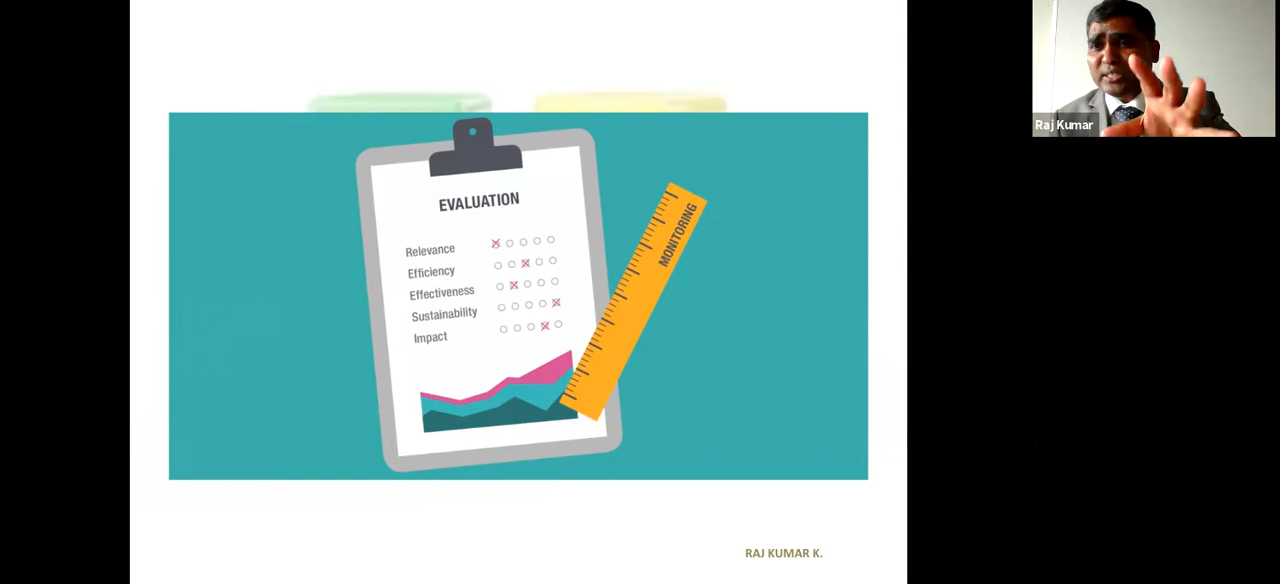 Raj Kumar
EVALUATION
Relevance
Efficiency
Effectiveness
Sustainability
Impact
MONITORING
RAJ KUMAR K.